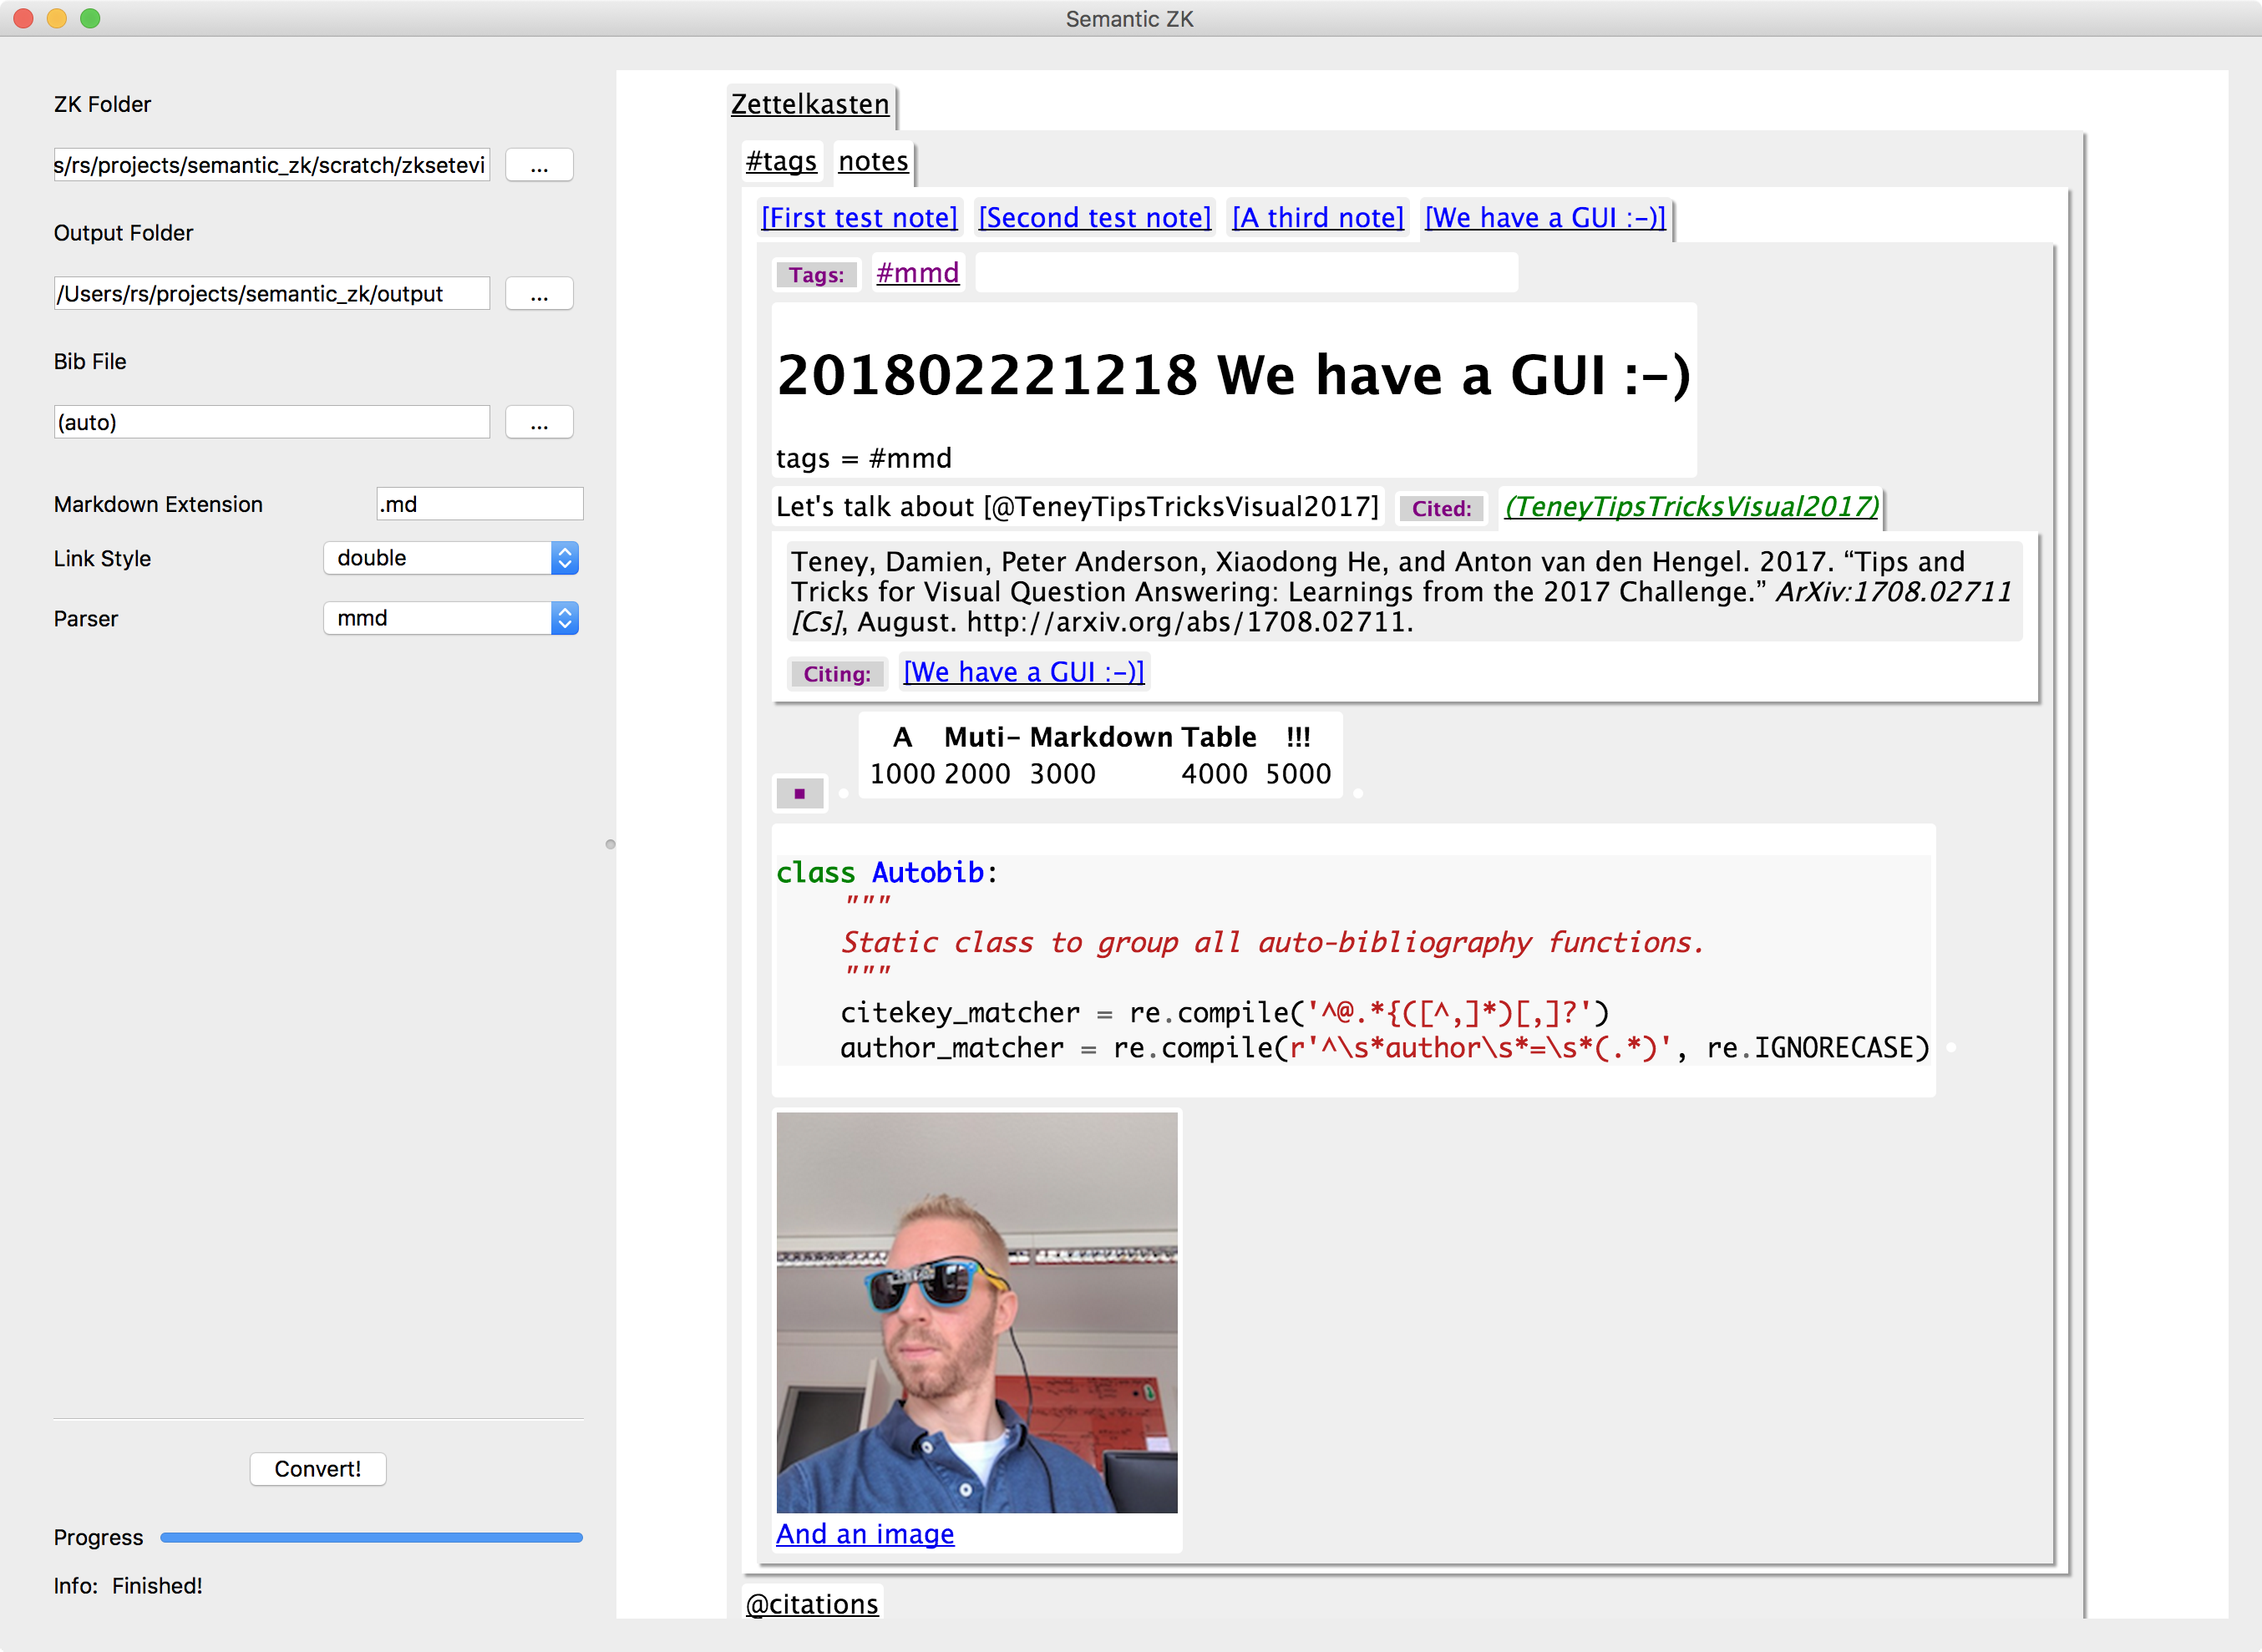 Semantic ZK
ZK Folder
s/rs/projects/semantic_zk/scratch/zksetevi
...
Output Folder
/Users/rs/projects/semantic_zk/output
...
Bib File
(auto)
...
Markdown Extension .md
Link Style double
Parser mmd
Convert!
Progress
Info: Finished!
Zettelkasten
#tags notes
[First test note] [Second test note] [A third note] [We have a GUI :-)]
Tags: #mmd
201802221218 We have a GUI :-)
tags = #mmd
Let's talk about [@TeneyTipsTricksVisual2017] Cited: (TeneyTipsTricksVisual2017)
Teney, Damien, Peter Anderson, Xiaodong He, and Anton van den Hengel. 2017. “Tips and
Tricks for Visual Question Answering: Learnings from the 2017 Challenge.” ArXiv:1708.02711
[Cs], August. http://arxiv.org/abs/1708.02711.
Citing: [We have a GUI :-)]
A Muti- Markdown Table !!!
1000 2000 3000 4000 5000
class Autobib:
"""
Static class to group all auto-bibliography functions.
"""
citekey_matcher = re.compile('^@.*{([^,]*)[,]?')
author_matcher = re.compile(r'^\s*author\s*=\s*(.*)', re.IGNORECASE)
And an image
@citations